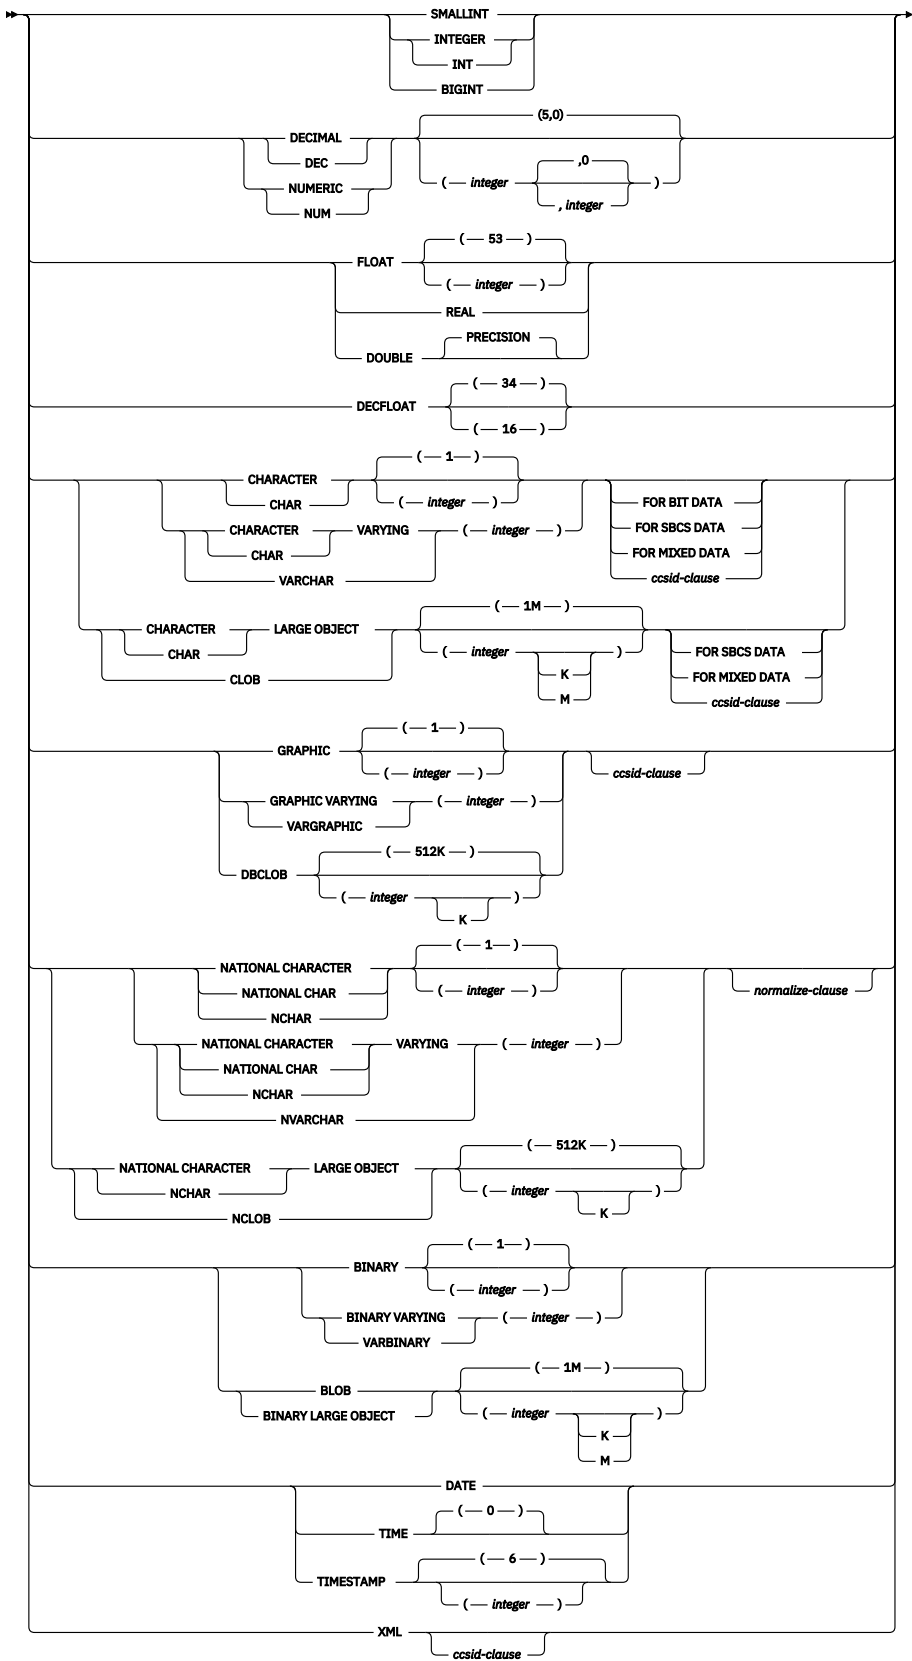 SMALLINT
INTEGER
INT
BIGINT
(5,0)
DECIMAL
DEC
,0
( integer )
NUMERIC
, integer
NUM
( 53 )
FLOAT
( integer )
REAL
PRECISION
DOUBLE
( 34 )
DECFLOAT
( 16 )
( 1 )
CHARACTER
CHAR
( integer )
FOR BIT DATA
CHARACTER VARYING ( integer )
FOR SBCS DATA
CHAR
FOR MIXED DATA
VARCHAR
ccsid-clause
( 1M )
CHARACTER LARGE OBJECT
CHAR
( integer )
FOR SBCS DATA
K
FOR MIXED DATA
CLOB
M
ccsid-clause
( 1 )
GRAPHIC
( integer )
ccsid-clause
GRAPHIC VARYING ( integer )
VARGRAPHIC
( 512K )
DBCLOB
( integer )
K
( 1 )
NATIONAL CHARACTER
NATIONAL CHAR
( integer )
normalize-clause
NCHAR
NATIONAL CHARACTER VARYING ( integer )
NATIONAL CHAR
NCHAR
NVARCHAR
( 512K )
NATIONAL CHARACTER LARGE OBJECT
NCHAR
( integer )
K
NCLOB
( 1 )
BINARY
( integer )
BINARY VARYING ( integer )
VARBINARY
( 1M )
BLOB
BINARY LARGE OBJECT
( integer )
K
M
DATE
( 0 )
TIME
( 6 )
TIMESTAMP
( integer )
XML
ccsid-clause